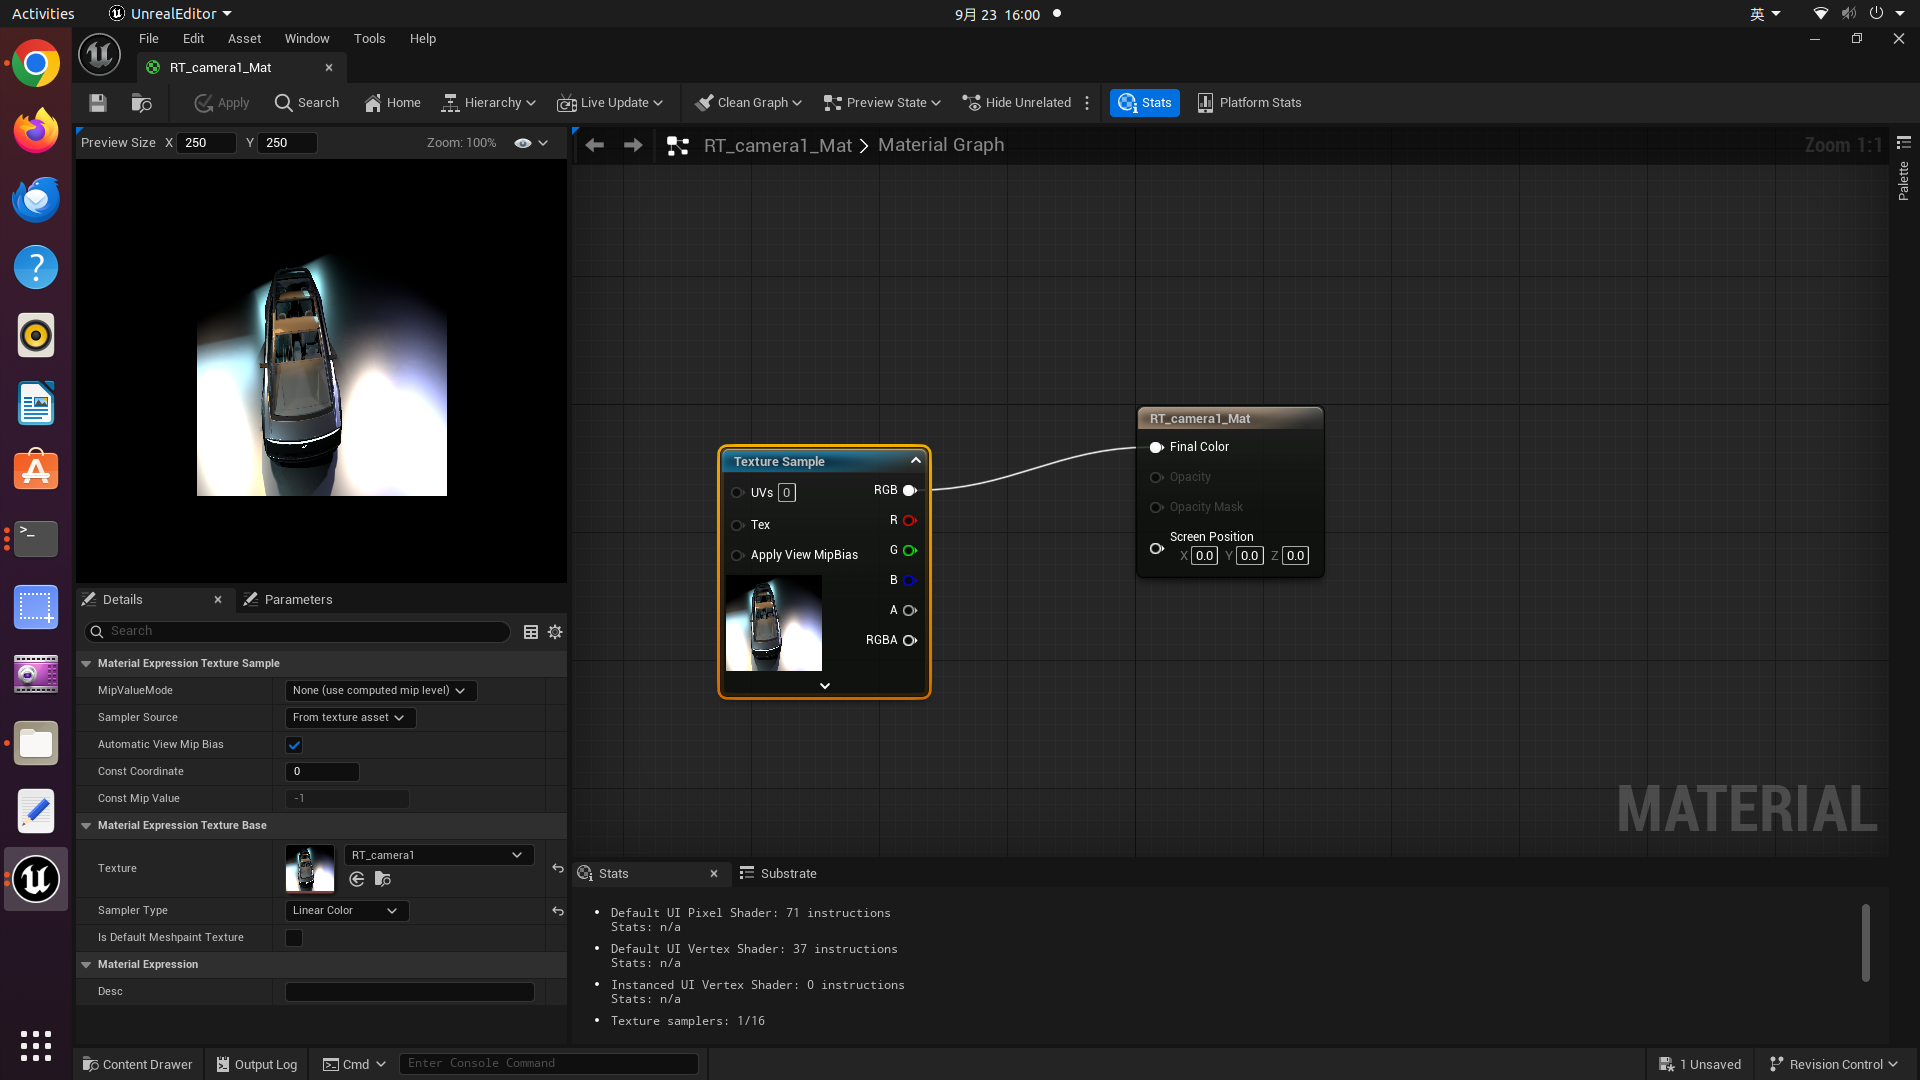 Activities
UnrealEditor
9月 23 16:00
英
File Edit Asset Window Tools Help
RT_camera1_Mat
Apply Search Home Hierarchy Live Update Clean Graph Preview State Hide Unrelated Stats Platform Stats
Preview Size X 250 Y 250 Zoom: 100%
RT_camera1_Mat > Material Graph
Zoom 1:1
Palette
RT_camera1_Mat
Final Color
Opacity
Opacity Mask
Screen Position
X 0.0 Y 0.0 Z 0.0
Texture Sample
UVs 0
RGB
R
Tex
G
Apply View MipBias
B
A
RGBA
MATERIAL
Details
Parameters
Search
Material Expression Texture Sample
MipValueMode None (use computed mip level)
Sampler Source From texture asset
Automatic View Mip Bias
Const Coordinate 0
Const Mip Value -1
Material Expression Texture Base
Texture RT_camera1
Sampler Type Linear Color
Is Default Meshpaint Texture
Material Expression
Desc
Stats
Substrate
• Default UI Pixel Shader: 71 instructions
Stats: n/a
• Default UI Vertex Shader: 37 instructions
Stats: n/a
• Instanced UI Vertex Shader: 0 instructions
Stats: n/a
• Texture samplers: 1/16
Content Drawer Output Log Cmd Enter Console Command 1 Unsaved Revision Control